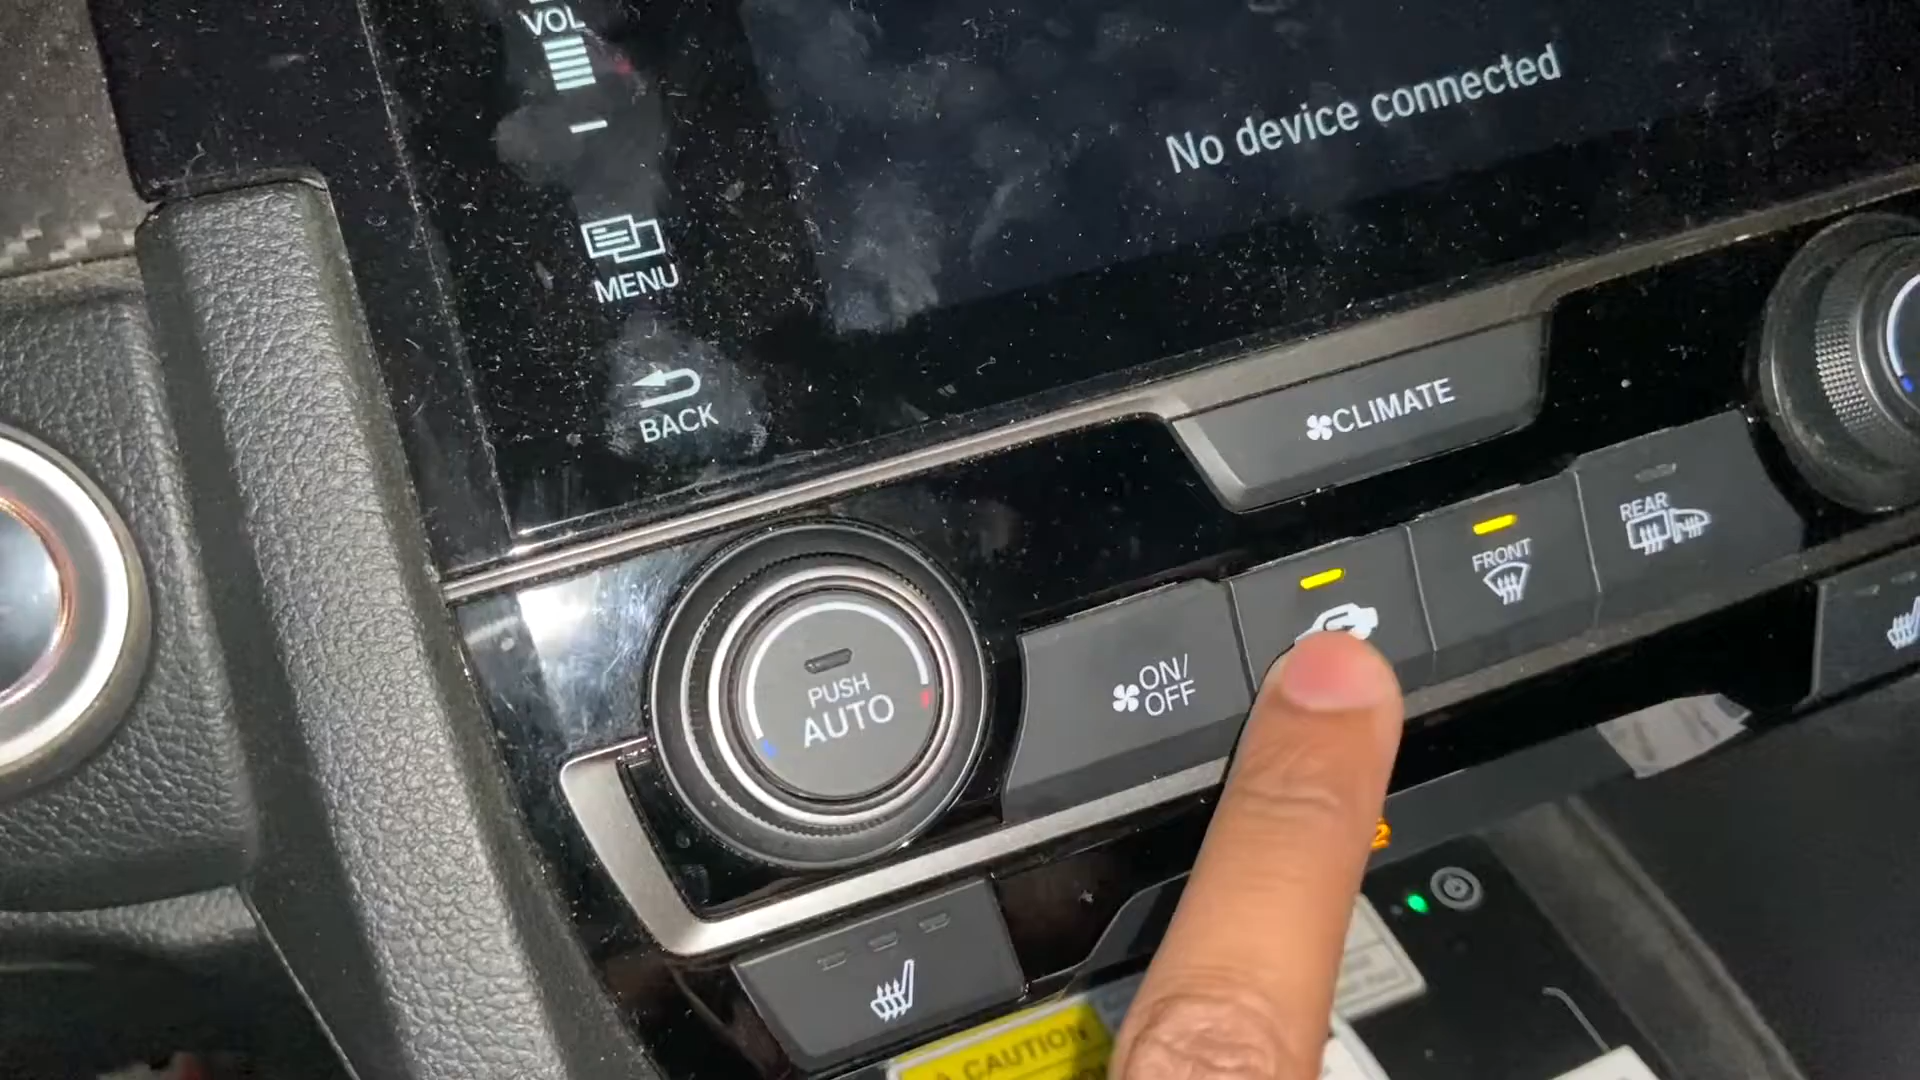 VOL
No device connected
MENU
BACK
CLIMATE
REAR
FRONT
ON/
OFF
PUSH
AUTO
CAUTION